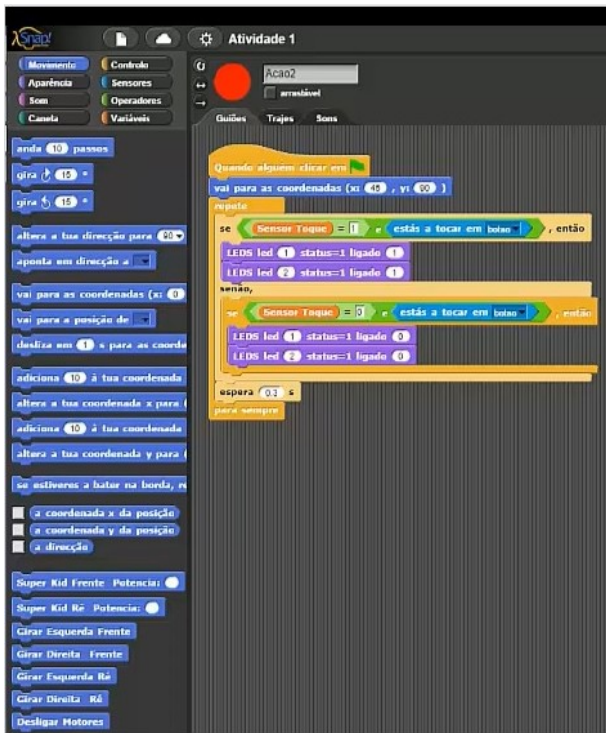 Snap!
Atividade 1
Movimento Controlo
Aparência Sensores
Som Operadores
Caneta Variáveis
Acao2
arrastável
Guiões Trajes Sons
anda 10 passos
gira 15 °
gira 15 °
altera a tua direcção para 90
aponta em direcção a
vai para as coordenadas (x: 0
vai para a posição de
desliza em 1 s para as coorde
adiciona 10 à tua coordenada
altera a tua coordenada x para (
adiciona 10 à tua coordenada
altera a tua coordenada y para (
se estiveres a bater na borda, re
a coordenada x da posição
a coordenada y da posição
a direcção
Super Kid Frente Potencia:
Super Kid Ré Potencia:
Girar Esquerda Frente
Girar Direita Frente
Girar Esquerda Ré
Girar Direita Ré
Desligar Motores
Quando alguém clicar em
vai para as coordenadas (x: 45 , y: 90 )
repete
se Sensor Toque = 1 e estás a tocar em bolso , então
LEDS led 1 status=1 ligado 1
LEDS led 2 status=1 ligado 1
senão,
se Sensor Toque = 0 e estás a tocar em bolso , então
LEDS led 1 status=1 ligado 0
LEDS led 2 status=1 ligado 0
espera 0.3 s
para sempre